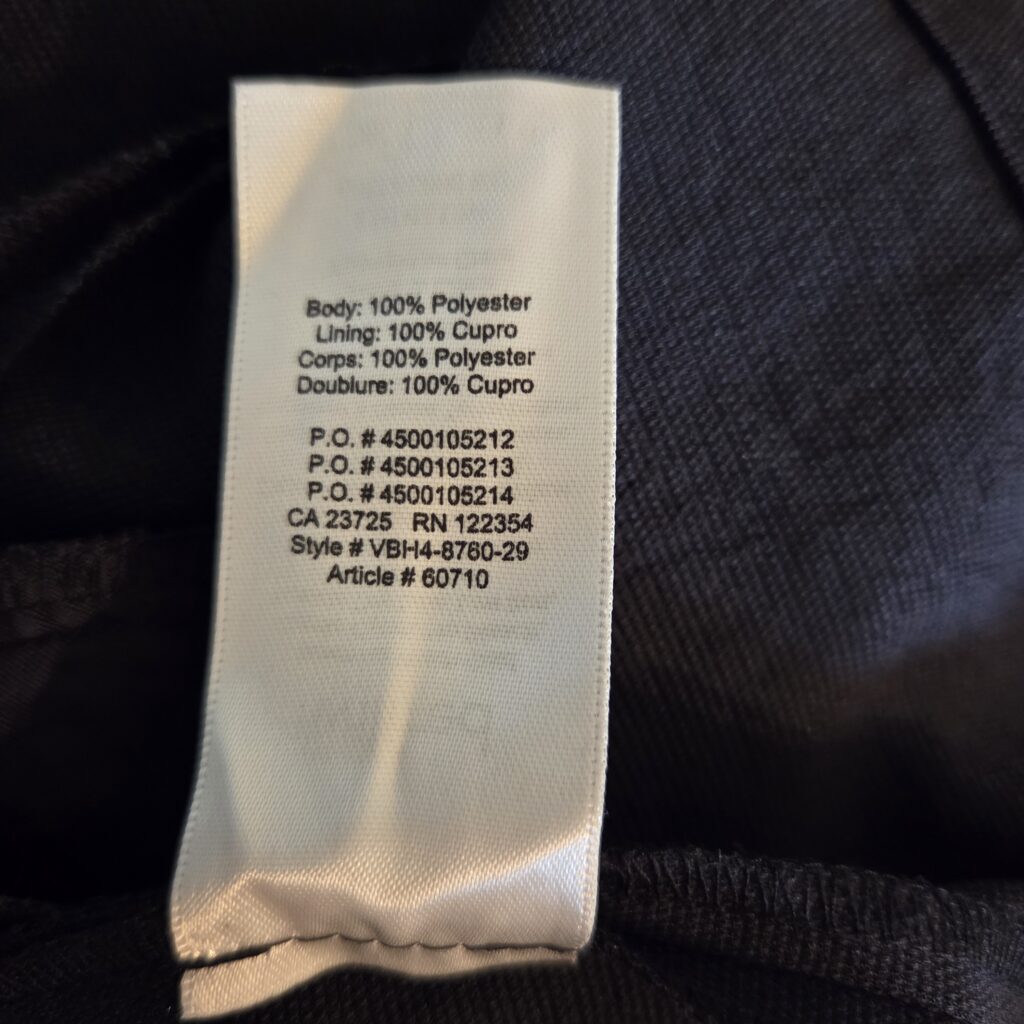 Body: 100% Polyester
Lining: 100% Cupro
Corps: 100% Polyester
Doublure: 100% Cupro
P.O. # 4500105212
P.O. # 4500105213
P.O. # 4500105214
CA 23725 RN 122354
Style # VBH4-8760-29
Article # 60710